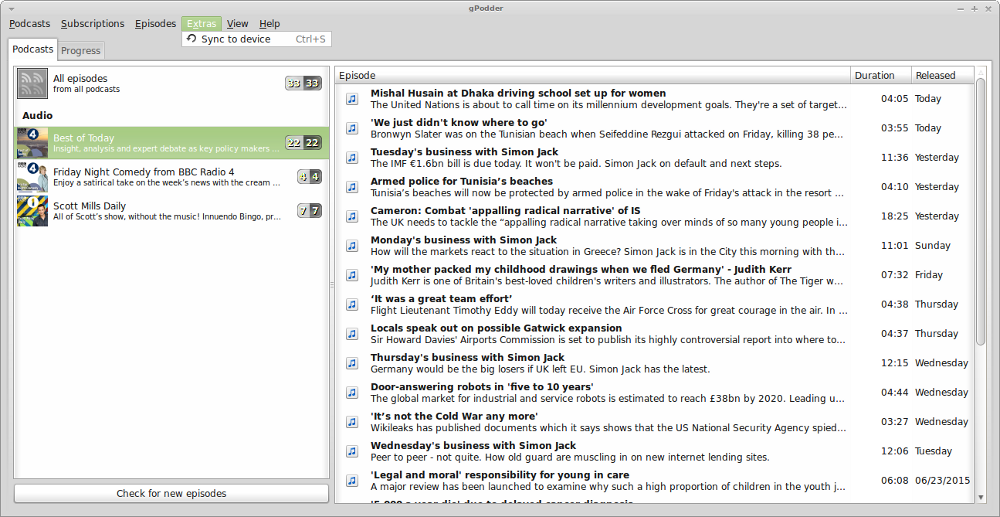 gPodder
Podcasts Subscriptions Episodes Extras View Help
Sync to device Ctrl+S
Podcasts Progress
All episodes
from all podcasts
33 33
Audio
Best of Today
Insight, analysis and expert debate as key policy makers ...
22 22
Friday Night Comedy from BBC Radio 4
Enjoy a satirical take on the week's news with the cream ...
4 4
Scott Mills Daily
All of Scott's show, without the music! Innuendo Bingo, pr...
7 7
Check for new episodes
Episode Duration Released
Mishal Husain at Dhaka driving school set up for women
The United Nations is about to call time on its millennium development goals. They're a set of target...
04:05 Today
'We just didn't know where to go'
Bronwyn Slater was on the Tunisian beach when Seifeddine Rezgui attacked on Friday, killing 38 pe...
03:55 Today
Tuesday's business with Simon Jack
The IMF €1.6bn bill is due today. It won't be paid. Simon Jack on default and next steps.
11:36 Yesterday
Armed police for Tunisia’s beaches
Tunisia’s beaches will now be protected by armed police in the wake of Friday's attack in the resort ...
04:10 Yesterday
Cameron: Combat 'appalling radical narrative' of IS
The UK needs to tackle the “appalling radical narrative taking over minds of so many young people i...
18:25 Yesterday
Monday's business with Simon Jack
How will the markets react to the situation in Greece? Simon Jack is in the City this morning with th...
11:01 Sunday
'My mother packed my childhood drawings when we fled Germany' - Judith Kerr
Judith Kerr is one of Britain's best-loved children's writers and illustrators. The author of The Tiger w...
07:32 Friday
‘It was a great team effort’
Flight Lieutenant Timothy Eddy will today receive the Air Force Cross for great courage in the air. In ...
04:38 Thursday
Locals speak out on possible Gatwick expansion
Sir Howard Davies' Airports Commission is set to publish its highly controversial report into where to...
04:37 Thursday
Thursday's business with Simon Jack
Germany would be the big losers if UK left EU. Simon Jack has the latest.
12:15 Wednesday
Door-answering robots in 'five to 10 years'
The global market for industrial and service robots is estimated to reach £38bn by 2020. Leading u...
04:44 Wednesday
'It’s not the Cold War any more'
Wikileaks has published documents which it says shows that the US National Security Agency spied...
03:27 Wednesday
Wednesday's business with Simon Jack
Peer to peer - not quite. How old guard are muscling in on new internet lending sites.
12:06 Tuesday
'Legal and moral' responsibility for young in care
A major review has been launched to examine why such a high proportion of children in the youth j...
06:08 06/23/2015